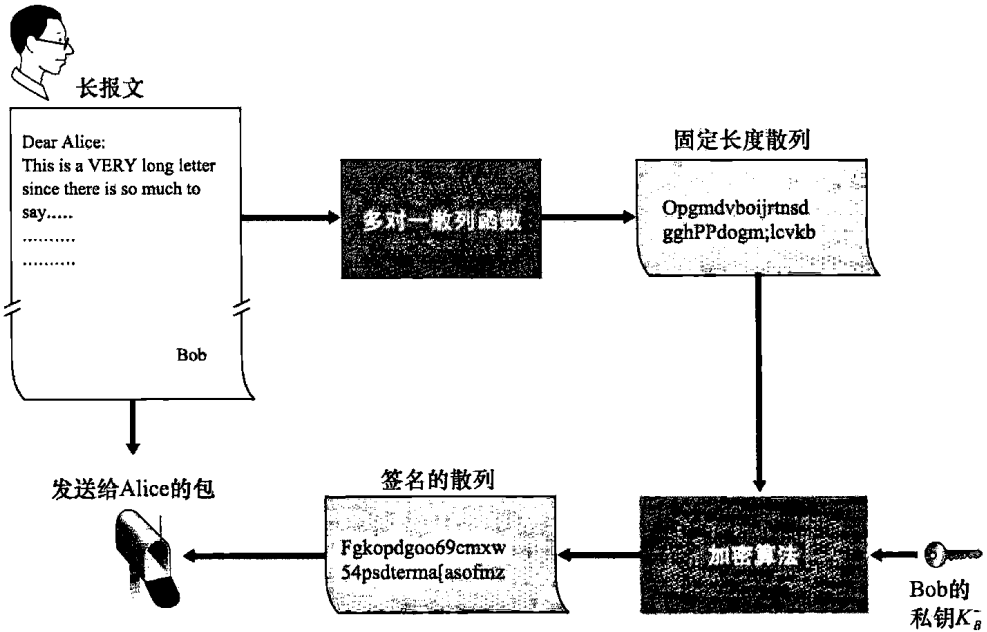 长报文
Dear Alice:
This is a VERY long letter
since there is so much to
say.....
..........
..........
Bob
多对一散列函数
固定长度散列
Opgmdvboijrtnsd
gghPPdogm;lcvkb
发送给Alice的包
签名的散列
Fgkopdgoo69cmxw
54psdterma[asofmz
加密算法
Bob的
私钥K_B^-